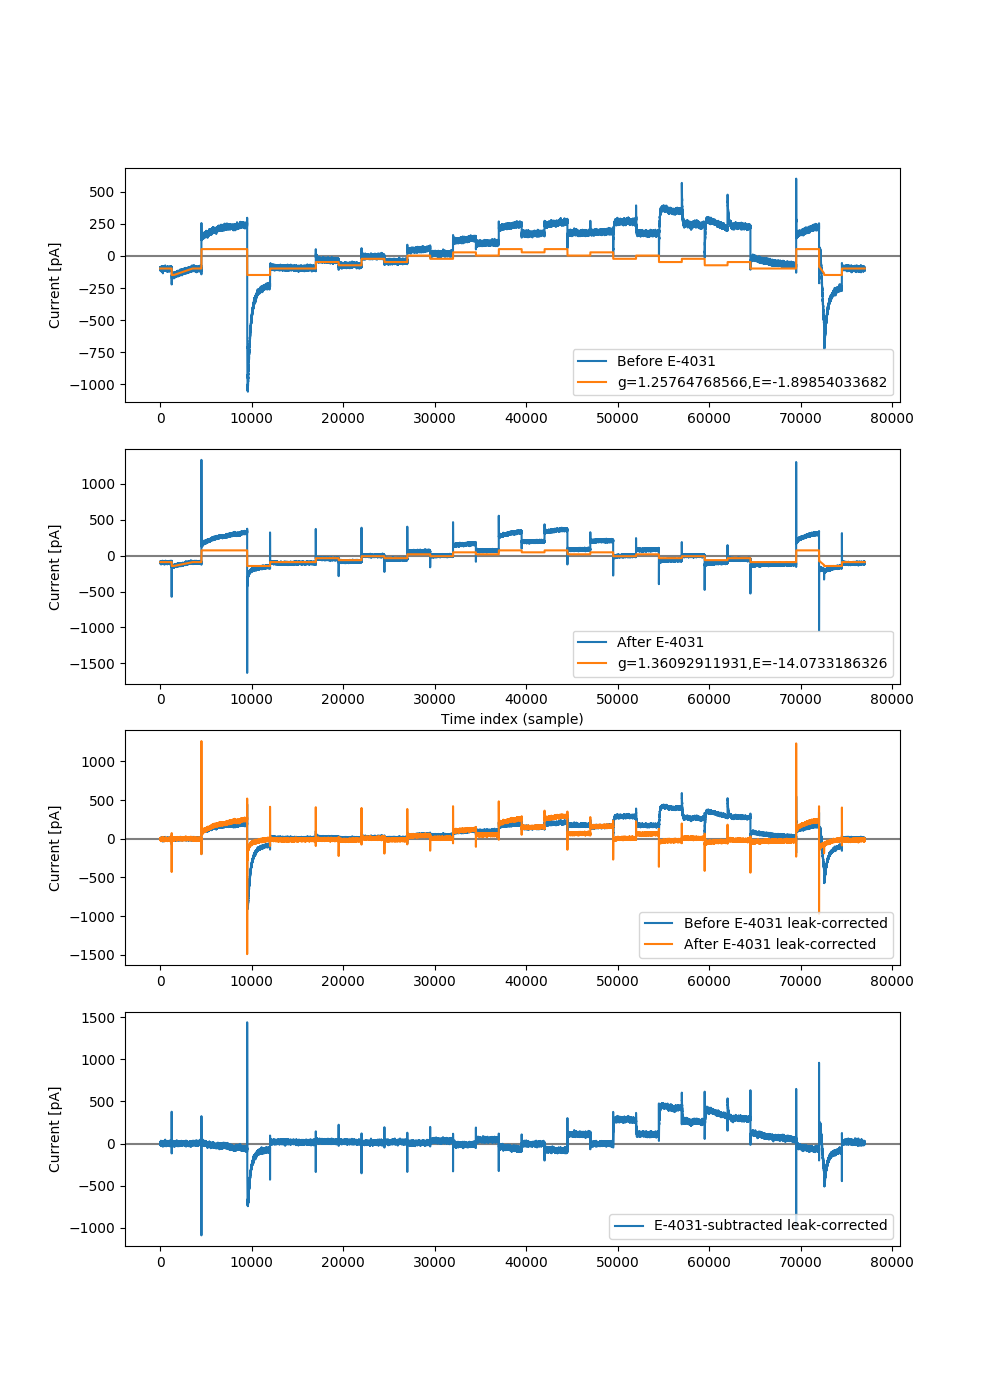 500
250
0
−250
−500
−750
−1000
Current [pA]
Before E-4031
g=1.25764768566,E=-1.89854033682
0 10000 20000 30000 40000 50000 60000 70000 80000
1000
500
0
−500
−1000
−1500
Current [pA]
After E-4031
g=1.36092911931,E=-14.0733186326
0 10000 20000 30000 40000 50000 60000 70000 80000
Time index (sample)
1000
500
0
−500
−1000
−1500
Current [pA]
Before E-4031 leak-corrected
After E-4031 leak-corrected
0 10000 20000 30000 40000 50000 60000 70000 80000
1500
1000
500
0
−500
−1000
Current [pA]
E-4031-subtracted leak-corrected
0 10000 20000 30000 40000 50000 60000 70000 80000